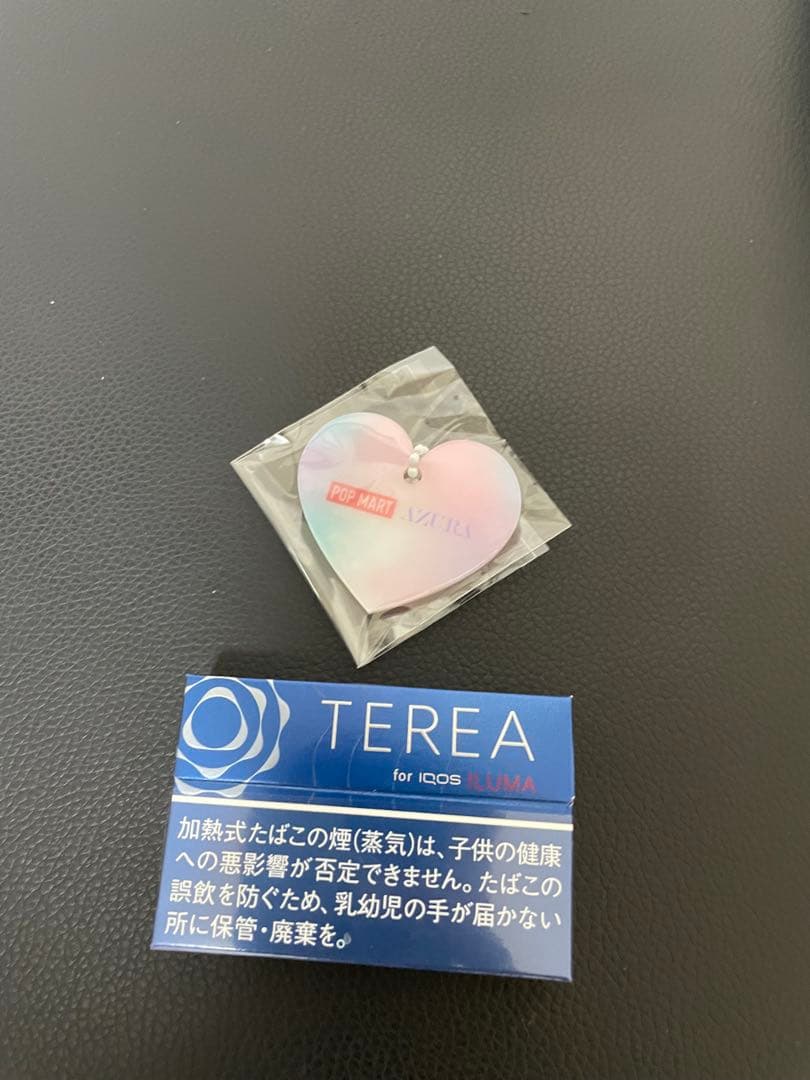 POP MART AZURA
TEREA
for IQOS ILUMA
加熱式たばこの煙(蒸気)は、子供の健康
への悪影響が否定できません。たばこの
誤飲を防ぐため、乳幼児の手が届かない
所に保管・廃棄を。